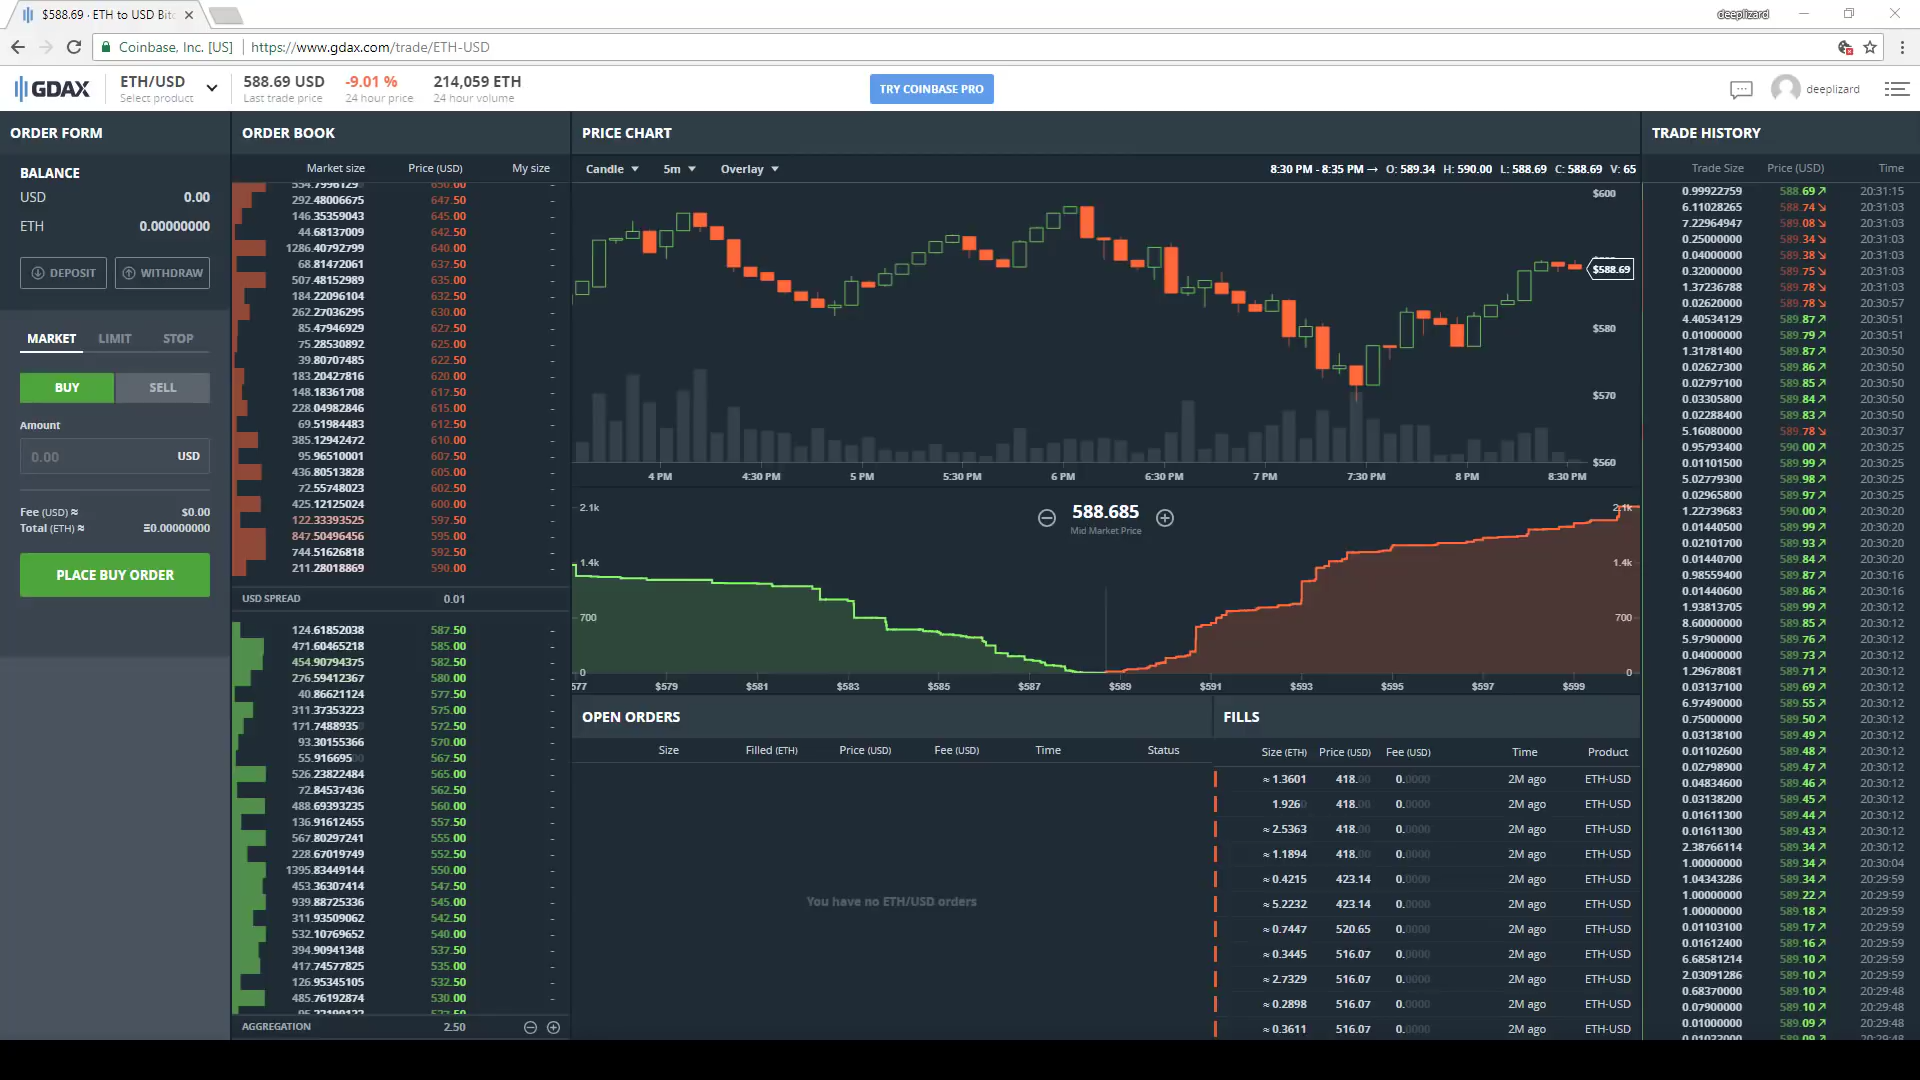 $588.69 · ETH to USD Bitc
deeplizard
Coinbase, Inc. [US]
https://www.gdax.com/trade/ETH-USD
GDAX
ETH/USD
Select product
588.69 USD
Last trade price
-9.01 %
24 hour price
214,059 ETH
24 hour volume
TRY COINBASE PRO
deeplizard
ORDER FORM
BALANCE
USD 0.00
ETH 0.00000000
DEPOSIT
WITHDRAW
MARKET LIMIT STOP
BUY SELL
Amount
0.00 USD
Fee (USD) ≈ $0.00
Total (ETH) ≈ Ξ0.00000000
PLACE BUY ORDER
ORDER BOOK
Market size Price (USD) My size
554.7996129 650.00
292.48006675 647.50 -
146.35359043 645.00 -
44.68137009 642.50 -
1286.40792799 640.00 -
68.81472061 637.50 -
507.48152989 635.00 -
184.22096104 632.50 -
262.27036295 630.00 -
85.47946929 627.50 -
75.28530892 625.00 -
39.80707485 622.50 -
183.20427816 620.00 -
148.18361708 617.50 -
228.04982846 615.00 -
69.51984483 612.50 -
385.12942472 610.00 -
95.96510001 607.50 -
436.80513828 605.00 -
72.55748023 602.50 -
425.12125024 600.00 -
122.33393525 597.50 -
847.50496456 595.00 -
744.51626818 592.50 -
211.28018869 590.00 -
USD SPREAD 0.01
124.61852038 587.50 -
471.60465218 585.00 -
454.90794375 582.50 -
276.59412367 580.00 -
40.86621124 577.50 -
311.37353223 575.00 -
171.74889350 572.50 -
93.30155366 570.00 -
55.91669500 567.50 -
526.23822484 565.00 -
72.84537436 562.50 -
488.69393235 560.00 -
136.91612455 557.50 -
567.80297241 555.00 -
228.67019749 552.50 -
1395.83449144 550.00 -
453.36307414 547.50 -
939.88725336 545.00 -
311.93509062 542.50 -
532.10769652 540.00 -
394.90941348 537.50 -
417.74577825 535.00 -
126.95345105 532.50 -
485.76192874 530.00 -
AGGREGATION 2.50
PRICE CHART
Candle 5m Overlay
8:30 PM - 8:35 PM → O: 589.34 H: 590.00 L: 588.69 C: 588.69 V: 65
$600
$588.69
$580
$570
$560
4 PM 4:30 PM 5 PM 5:30 PM 6 PM 6:30 PM 7 PM 7:30 PM 8 PM 8:30 PM
588.685
Mid Market Price
2.1k 2.1k
1.4k 1.4k
700 700
0 0
577 $579 $581 $583 $585 $587 $589 $591 $593 $595 $597 $599
OPEN ORDERS
Size Filled (ETH) Price (USD) Fee (USD) Time Status
You have no ETH/USD orders
FILLS
Size (ETH) Price (USD) Fee (USD) Time Product
≈ 1.3601 418.00 0.0000 2M ago ETH-USD
1.9260 418.00 0.0000 2M ago ETH-USD
≈ 2.5363 418.00 0.0000 2M ago ETH-USD
≈ 1.1894 418.00 0.0000 2M ago ETH-USD
≈ 0.4215 423.14 0.0000 2M ago ETH-USD
≈ 5.2232 423.14 0.0000 2M ago ETH-USD
≈ 0.7447 520.65 0.0000 2M ago ETH-USD
≈ 0.3445 516.07 0.0000 2M ago ETH-USD
≈ 2.7329 516.07 0.0000 2M ago ETH-USD
≈ 0.2898 516.07 0.0000 2M ago ETH-USD
≈ 0.3611 516.07 0.0000 2M ago ETH-USD
TRADE HISTORY
Trade Size Price (USD) Time
0.99922759 588.69↗ 20:31:15
6.11028265 588.74↘ 20:31:03
7.22964947 589.08↘ 20:31:03
0.25000000 589.34↘ 20:31:03
0.04000000 589.38↘ 20:31:03
0.32000000 589.75↘ 20:31:03
1.37236788 589.78↘ 20:31:03
0.02620000 589.78↘ 20:30:57
4.40534129 589.87↗ 20:30:51
0.01000000 589.79↗ 20:30:51
1.31781400 589.87↗ 20:30:50
0.02627300 589.86↗ 20:30:50
0.02797100 589.85↗ 20:30:50
0.03305800 589.84↗ 20:30:50
0.02288400 589.83↗ 20:30:50
5.16080000 589.78↘ 20:30:37
0.95793400 590.00↗ 20:30:25
0.01101500 589.99↗ 20:30:25
5.02779300 589.98↗ 20:30:25
0.02965800 589.97↗ 20:30:25
1.22739683 590.00↗ 20:30:20
0.01440500 589.99↗ 20:30:20
0.02101700 589.93↗ 20:30:20
0.01440700 589.84↗ 20:30:20
0.98559400 589.87↗ 20:30:16
0.01440600 589.86↗ 20:30:16
1.93813705 589.99↗ 20:30:12
8.60000000 589.85↗ 20:30:12
5.97900000 589.76↗ 20:30:12
0.04000000 589.73↗ 20:30:12
1.29678081 589.71↗ 20:30:12
0.03137100 589.69↗ 20:30:12
6.97490000 589.55↗ 20:30:12
0.75000000 589.50↗ 20:30:12
0.03138100 589.49↗ 20:30:12
0.01102600 589.48↗ 20:30:12
0.02798900 589.47↗ 20:30:12
0.04834600 589.46↗ 20:30:12
0.03138200 589.45↗ 20:30:12
0.01611300 589.44↗ 20:30:12
0.01611300 589.43↗ 20:30:12
2.38766114 589.34↗ 20:30:12
1.00000000 589.34↗ 20:30:04
1.04343286 589.34↗ 20:29:59
1.00000000 589.22↗ 20:29:59
1.00000000 589.18↗ 20:29:59
0.01103100 589.17↗ 20:29:59
0.01612400 589.16↗ 20:29:59
6.68581214 589.10↗ 20:29:59
2.03091286 589.10↗ 20:29:59
0.68370000 589.10↗ 20:29:48
0.07900000 589.10↗ 20:29:48
0.01000000 589.09↗ 20:29:48